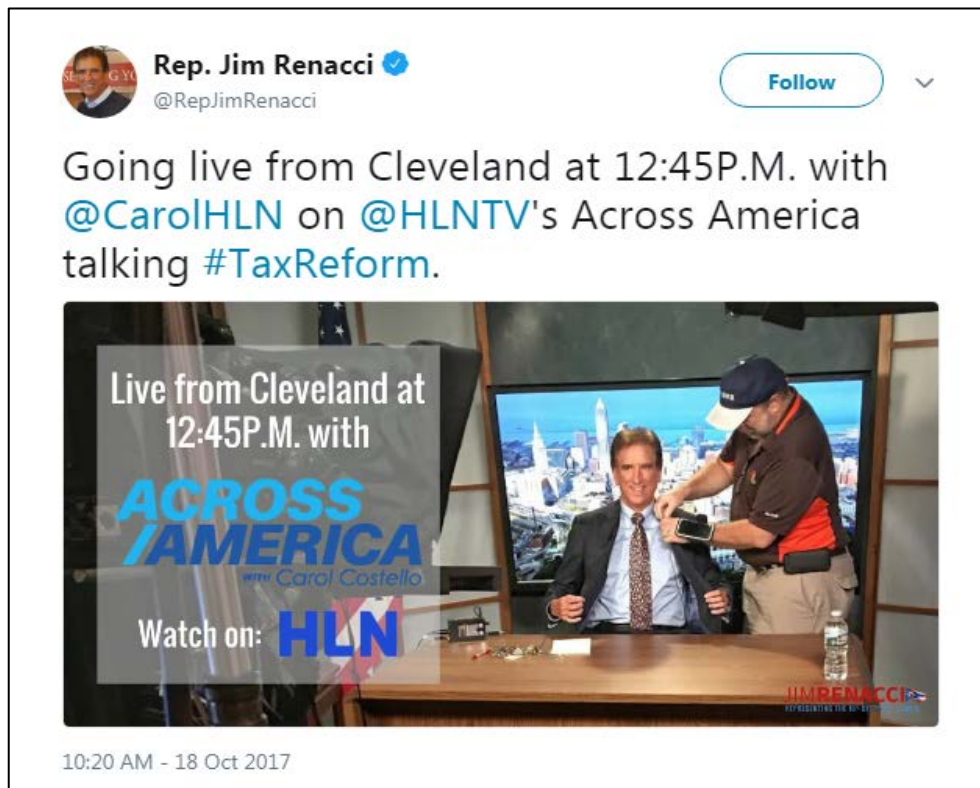 Rep. Jim Renacci
@RepJimRenacci
Follow
Going live from Cleveland at 12:45P.M. with
@CarolHLN on @HLNTV's Across America
talking #TaxReform.
Live from Cleveland at
12:45P.M. with
ACROSS
/AMERICA
WITH Carol Costello
Watch on: HLN
JIMRENACCI
10:20 AM - 18 Oct 2017